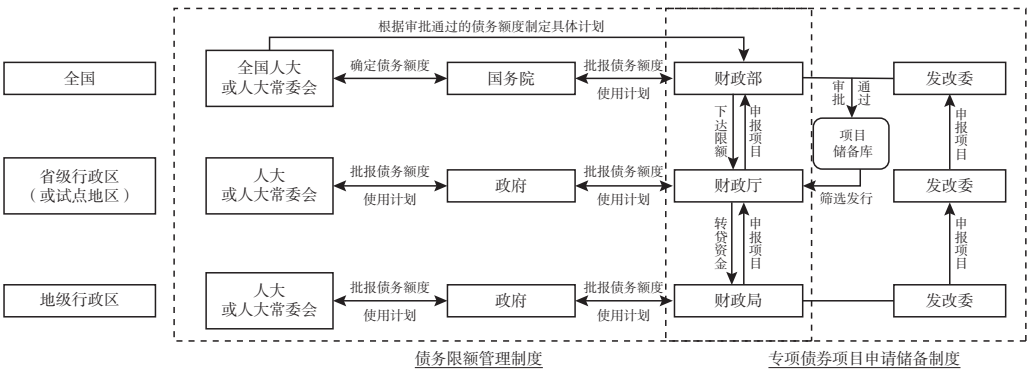 根据审批通过的债务额度制定具体计划
全国
全国人大
或人大常委会
确定债务额度
国务院
批报债务额度
使用计划
财政部
审批
通过
发改委
下达限额
申报项目
项目
储备库
申报项目
省级行政区
（或试点地区）
人大
或人大常委会
批报债务额度
使用计划
政府
批报债务额度
使用计划
财政厅
筛选发行
发改委
转贷资金
申报项目
申报项目
地级行政区
人大
或人大常委会
批报债务额度
使用计划
政府
批报债务额度
使用计划
财政局
发改委
债务限额管理制度
专项债券项目申请储备制度